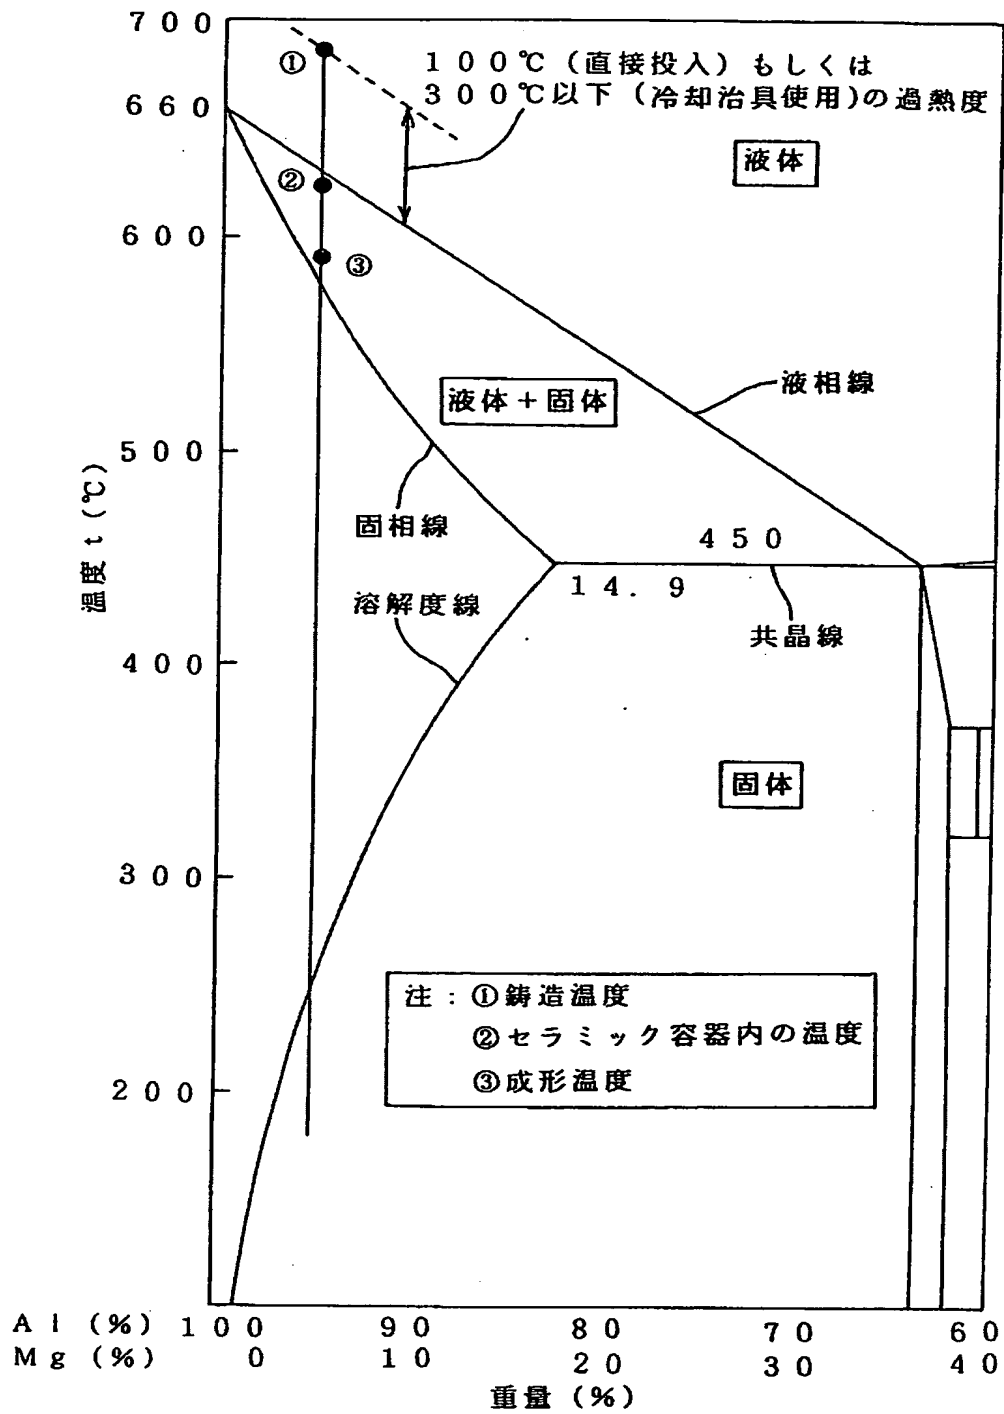 700
①
100℃(直接投入)もしくは
300℃以下(冷却治具使用)の過熱度
660
液体
②
600
③
液相線
液体+固体
500
固相線
450
14.9
溶解度線
共晶線
400
温度t(℃)
固体
300
注:①鋳造温度
②セラミック容器内の温度
③成形温度
200
Al(%) 100 90 80 70 60
Mg(%) 0 10 20 30 40
重量(%)